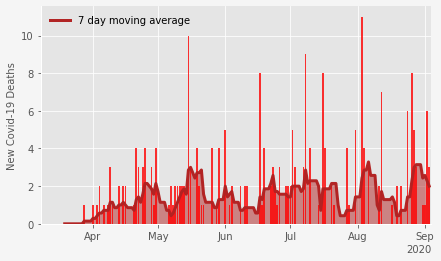 7 day moving average
New Covid-19 Deaths
10
8
6
4
2
0
Apr
May
Jun
Jul
Aug
Sep
2020